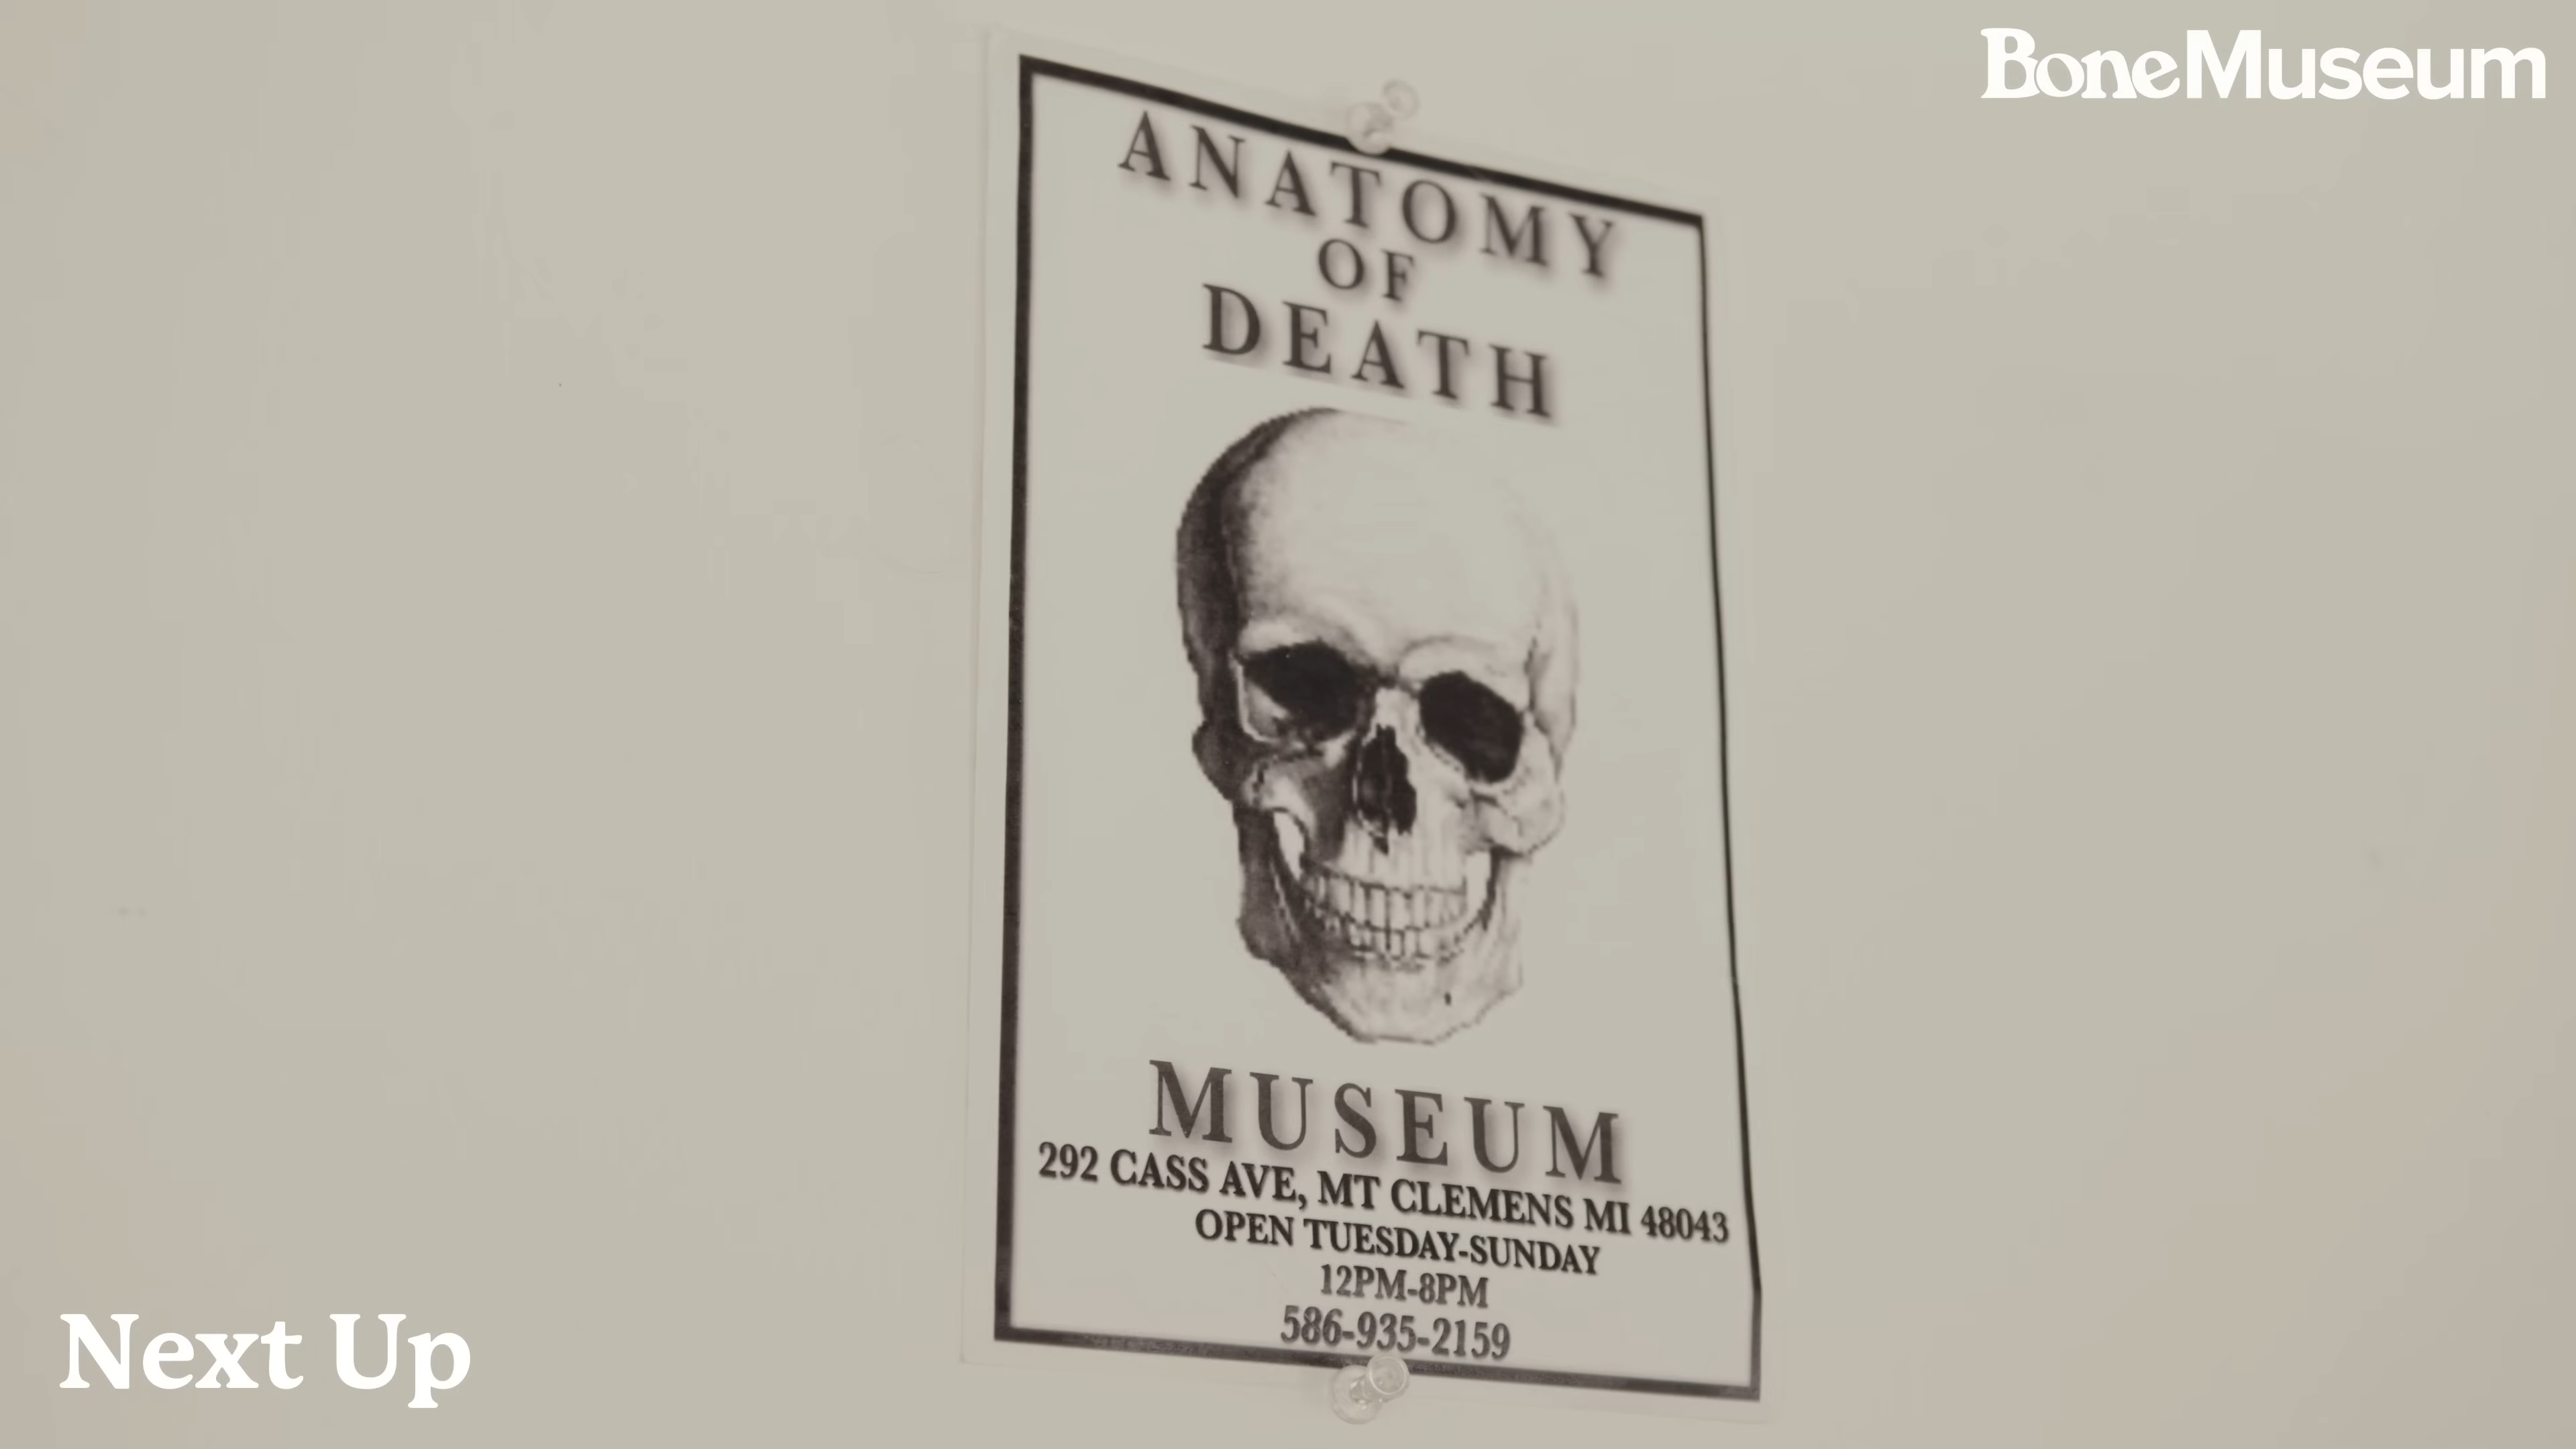 BoneMuseum
ANATOMY
OF
DEATH
MUSEUM
292 CASS AVE, MT CLEMENS MI 48043
OPEN TUESDAY-SUNDAY
12PM-8PM
586-935-2159
Next Up